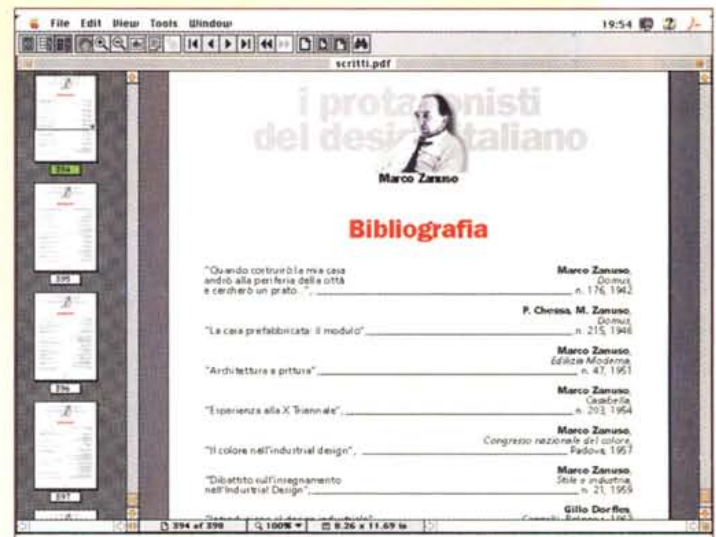 File Edit View Tools Window 19:54
scritti.pdf
i protagonisti
del design italiano
Marco Zanuso
Bibliografia
"Quando costruirò la mia casa
andrò alla periferia della città
e cercherò un prato...",
Marco Zanuso,
Domus,
n. 176, 1942
P. Chessa, M. Zanuso,
Domus,
"La casa prefabbricata: il modulo", n. 215, 1946
Marco Zanuso,
Edilizia Moderna,
"Architettura e pittura", n. 47, 1951
Marco Zanuso,
Casabella,
"Esperienza alla X Triennale", n. 203, 1954
Marco Zanuso,
Congresso nazionale del colore,
"Il colore nell'industrial design", Padova, 1957
"Dibattito sull'insegnamento
nell'Industrial Design",
Marco Zanuso,
Stile e industria,
n. 21, 1959
Gillo Dorfles,
394
395
396
397
394 of 398 100% 8.26 x 11.69 in